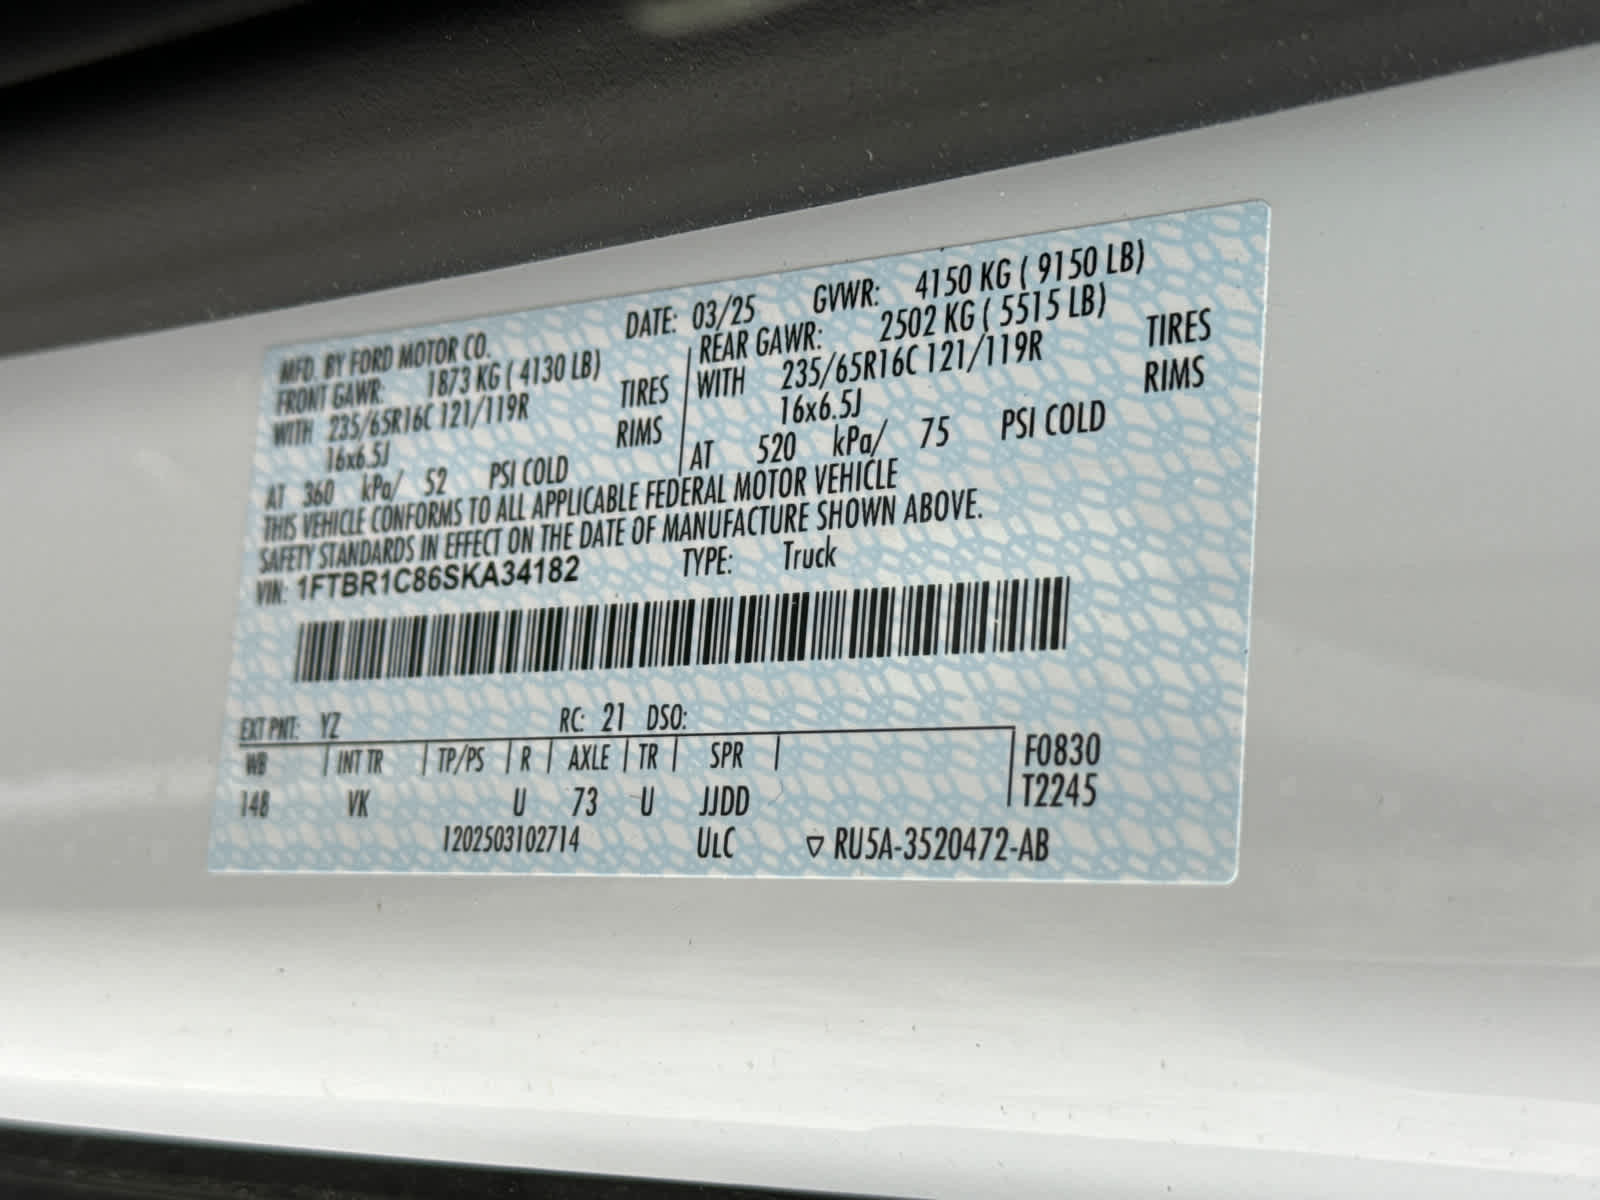 MFD. BY FORD MOTOR CO. DATE: 03/25 GVWR: 4150 KG ( 9150 LB)
FRONT GAWR: 1873 KG ( 4130 LB) REAR GAWR: 2502 KG ( 5515 LB)
WITH 235/65R16C 121/119R TIRES WITH 235/65R16C 121/119R TIRES
16x6.5J RIMS 16x6.5J RIMS
AT 360 kPa/ 52 PSI COLD AT 520 kPa/ 75 PSI COLD
THIS VEHICLE CONFORMS TO ALL APPLICABLE FEDERAL MOTOR VEHICLE
SAFETY STANDARDS IN EFFECT ON THE DATE OF MANUFACTURE SHOWN ABOVE.
VIN: 1FTBR1C86SKA34182 TYPE: Truck
EXT PNT: YZ RC: 21 DSO:
WB | INT TR | TP/PS | R | AXLE | TR | SPR | F0830
148 VK U 73 U JJDD T2245
1202503102714 ULC ▽ RU5A-3520472-AB